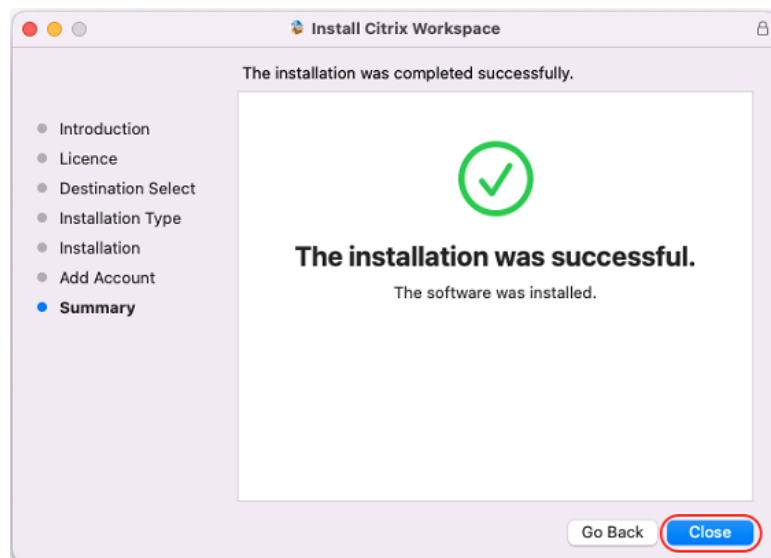 Install Citrix Workspace
The installation was completed successfully.
Introduction
Licence
Destination Select
Installation Type
Installation
Add Account
Summary
The installation was successful.
The software was installed.
Go Back
Close